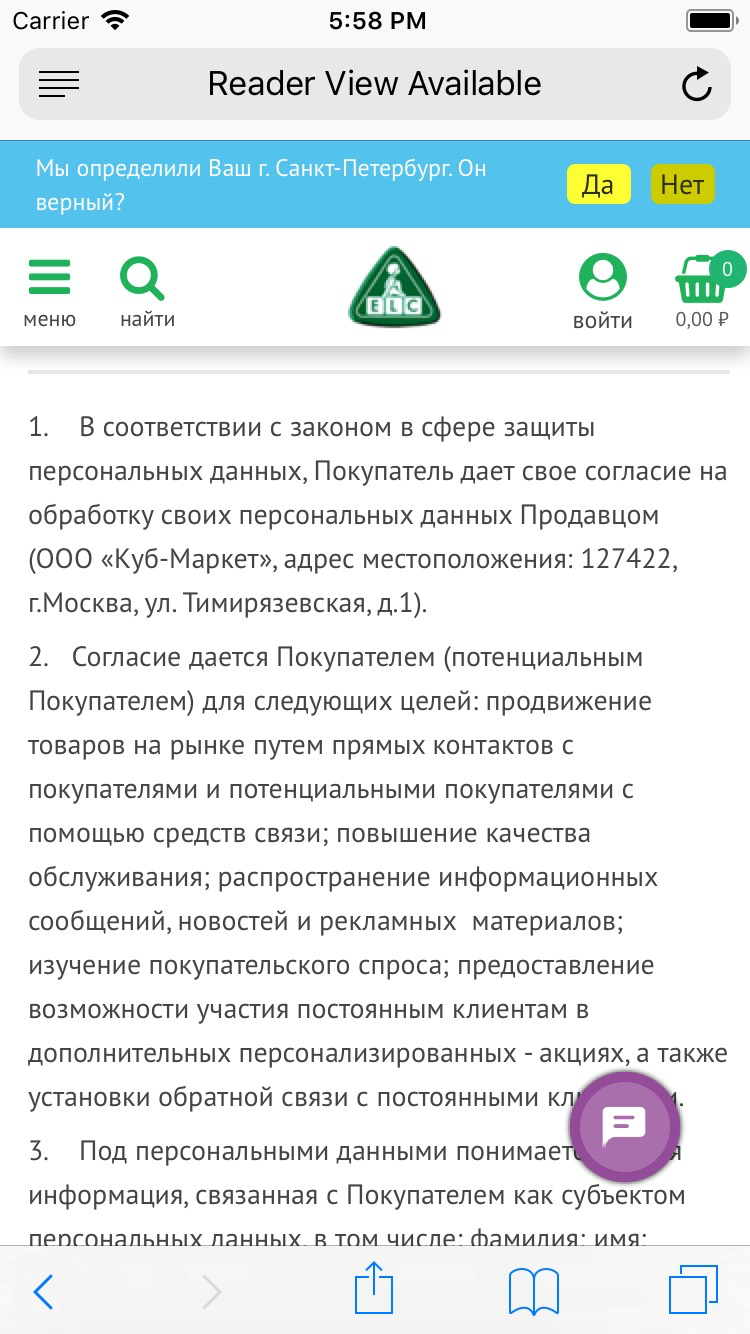 Carrier 5:58 PM
Reader View Available
Мы определили Ваш г. Санкт-Петербург. Он
верный?
Да Нет
ELC
0
меню найти войти 0,00 ₽
1. В соответствии с законом в сфере защиты
персональных данных, Покупатель дает свое согласие на
обработку своих персональных данных Продавцом
(ООО «Куб-Маркет», адрес местоположения: 127422,
г.Москва, ул. Тимирязевская, д.1).
2. Согласие дается Покупателем (потенциальным
Покупателем) для следующих целей: продвижение
товаров на рынке путем прямых контактов с
покупателями и потенциальными покупателями с
помощью средств связи; повышение качества
обслуживания; распространение информационных
сообщений, новостей и рекламных материалов;
изучение покупательского спроса; предоставление
возможности участия постоянным клиентам в
дополнительных персонализированных - акциях, а также
установки обратной связи с постоянными
3. Под персональными данными
информация, связанная с Покупателем как субъектом
персональных данных, в том числе: фамилия; имя;